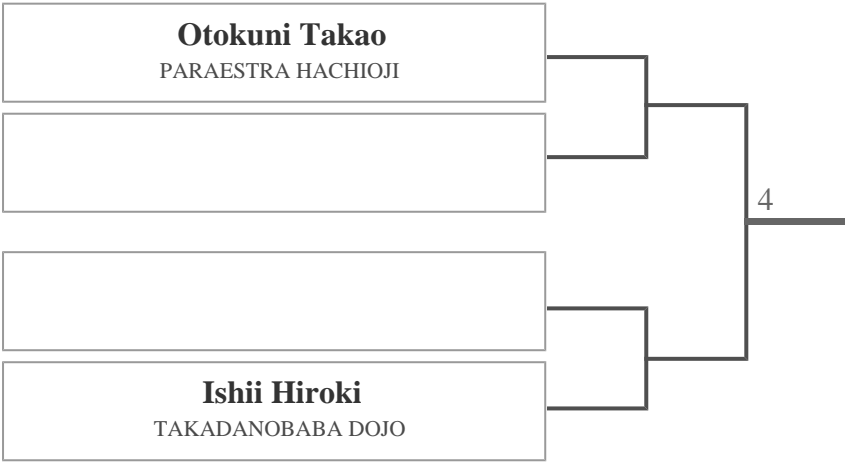 Otokuni Takao
PARAESTRA HACHIOJI
4
Ishii Hiroki
TAKADANOBABA DOJO